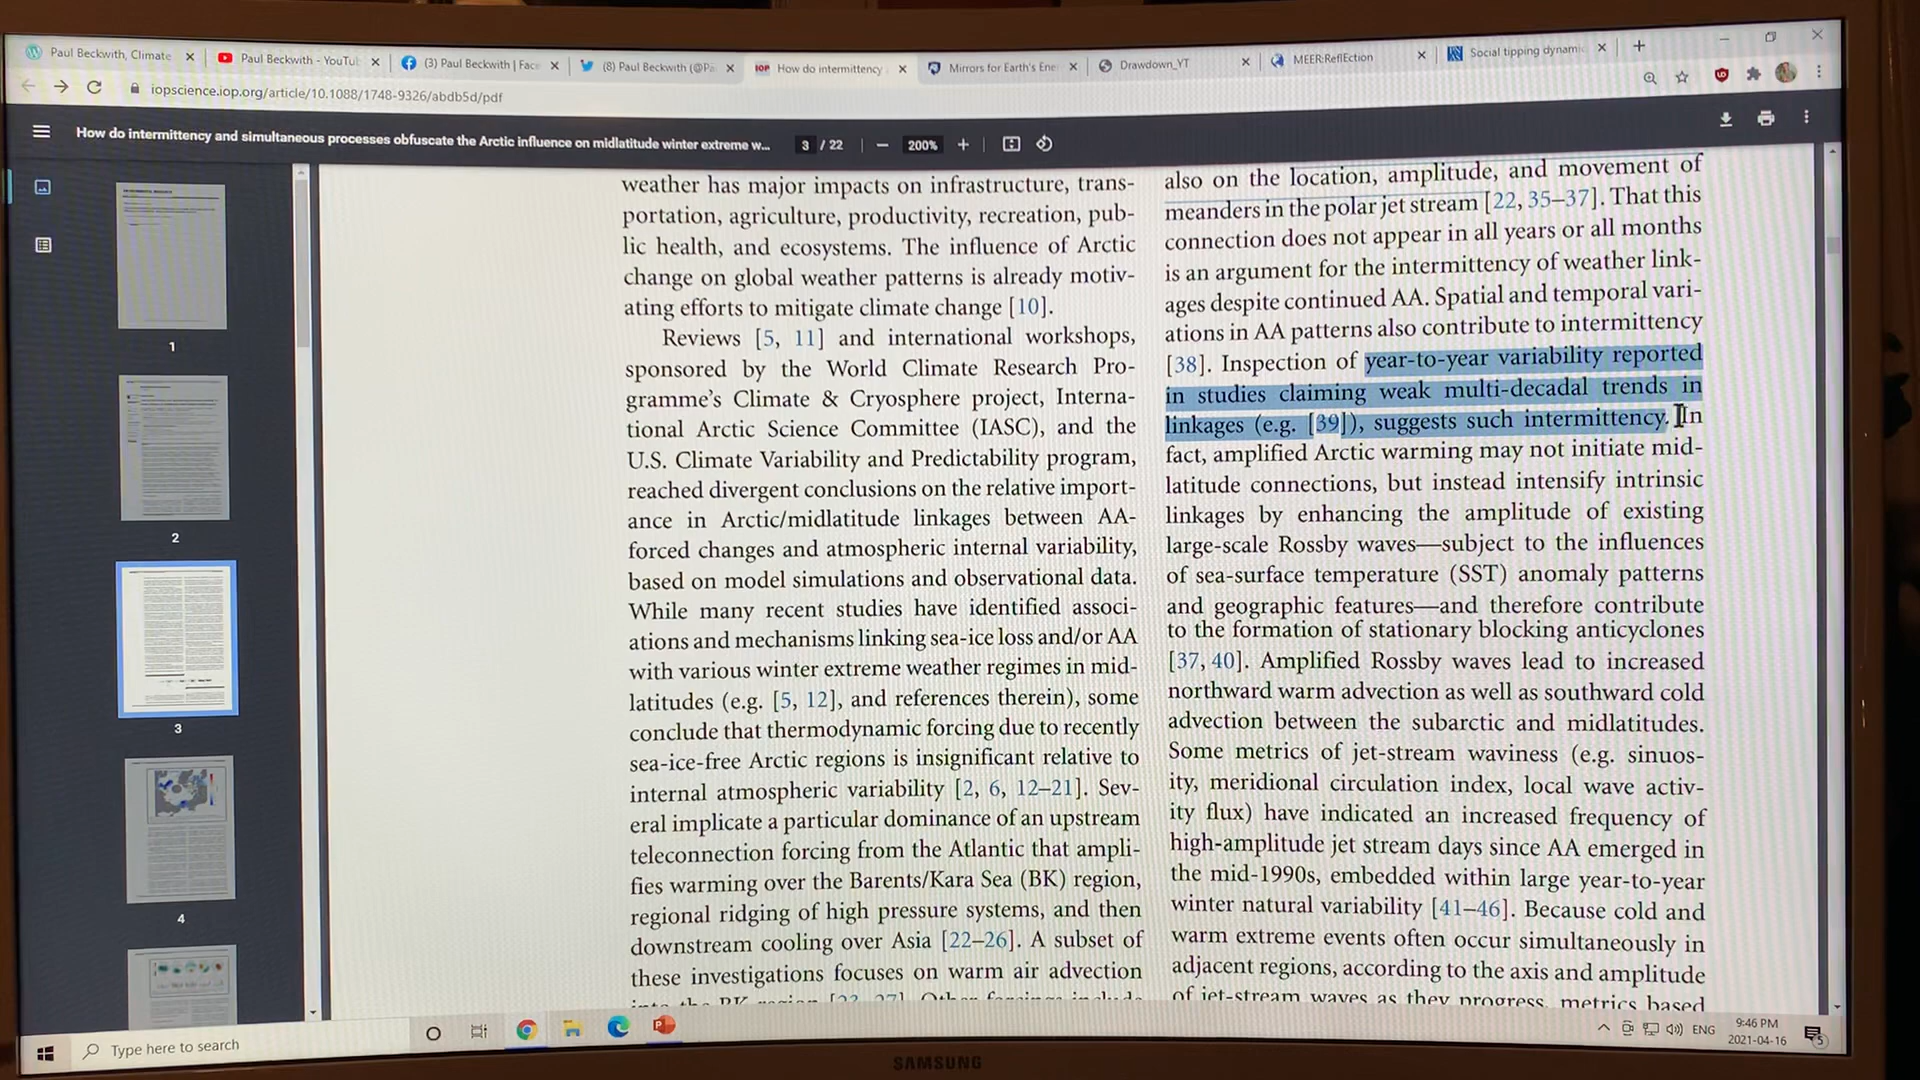 Paul Beckwith, Climate
Paul Beckwith - YouTu
(3) Paul Beckwith | Face
(8) Paul Beckwith (@Pa
IOP How do intermittency
Mirrors for Earth's Ene
Drawdown_YT
MEER:ReflEction
Social tipping dynamic
iopscience.iop.org/article/10.1088/1748-9326/abdb5d/pdf
How do intermittency and simultaneous processes obfuscate the Arctic influence on midlatitude winter extreme w...
3 / 22
200%
1
2
3
4
weather has major impacts on infrastructure, trans-
portation, agriculture, productivity, recreation, pub-
lic health, and ecosystems. The influence of Arctic
change on global weather patterns is already motiv-
ating efforts to mitigate climate change [10].
Reviews [5, 11] and international workshops,
sponsored by the World Climate Research Pro-
gramme's Climate & Cryosphere project, Interna-
tional Arctic Science Committee (IASC), and the
U.S. Climate Variability and Predictability program,
reached divergent conclusions on the relative import-
ance in Arctic/midlatitude linkages between AA-
forced changes and atmospheric internal variability,
based on model simulations and observational data.
While many recent studies have identified associ-
ations and mechanisms linking sea-ice loss and/or AA
with various winter extreme weather regimes in mid-
latitudes (e.g. [5, 12], and references therein), some
conclude that thermodynamic forcing due to recently
sea-ice-free Arctic regions is insignificant relative to
internal atmospheric variability [2, 6, 12–21]. Sev-
eral implicate a particular dominance of an upstream
teleconnection forcing from the Atlantic that ampli-
fies warming over the Barents/Kara Sea (BK) region,
regional ridging of high pressure systems, and then
downstream cooling over Asia [22–26]. A subset of
these investigations focuses on warm air advection
also on the location, amplitude, and movement of
meanders in the polar jet stream [22, 35–37]. That this
connection does not appear in all years or all months
is an argument for the intermittency of weather link-
ages despite continued AA. Spatial and temporal vari-
ations in AA patterns also contribute to intermittency
[38]. Inspection of year-to-year variability reported
in studies claiming weak multi-decadal trends in
linkages (e.g. [39]), suggests such intermittency. In
fact, amplified Arctic warming may not initiate mid-
latitude connections, but instead intensify intrinsic
linkages by enhancing the amplitude of existing
large-scale Rossby waves—subject to the influences
of sea-surface temperature (SST) anomaly patterns
and geographic features—and therefore contribute
to the formation of stationary blocking anticyclones
[37, 40]. Amplified Rossby waves lead to increased
northward warm advection as well as southward cold
advection between the subarctic and midlatitudes.
Some metrics of jet-stream waviness (e.g. sinuos-
ity, meridional circulation index, local wave activ-
ity flux) have indicated an increased frequency of
high-amplitude jet stream days since AA emerged in
the mid-1990s, embedded within large year-to-year
winter natural variability [41–46]. Because cold and
warm extreme events often occur simultaneously in
adjacent regions, according to the axis and amplitude
of jet-stream waves as they progress, metrics based
Type here to search
ENG
9:46 PM
2021-04-16
5
SAMSUNG